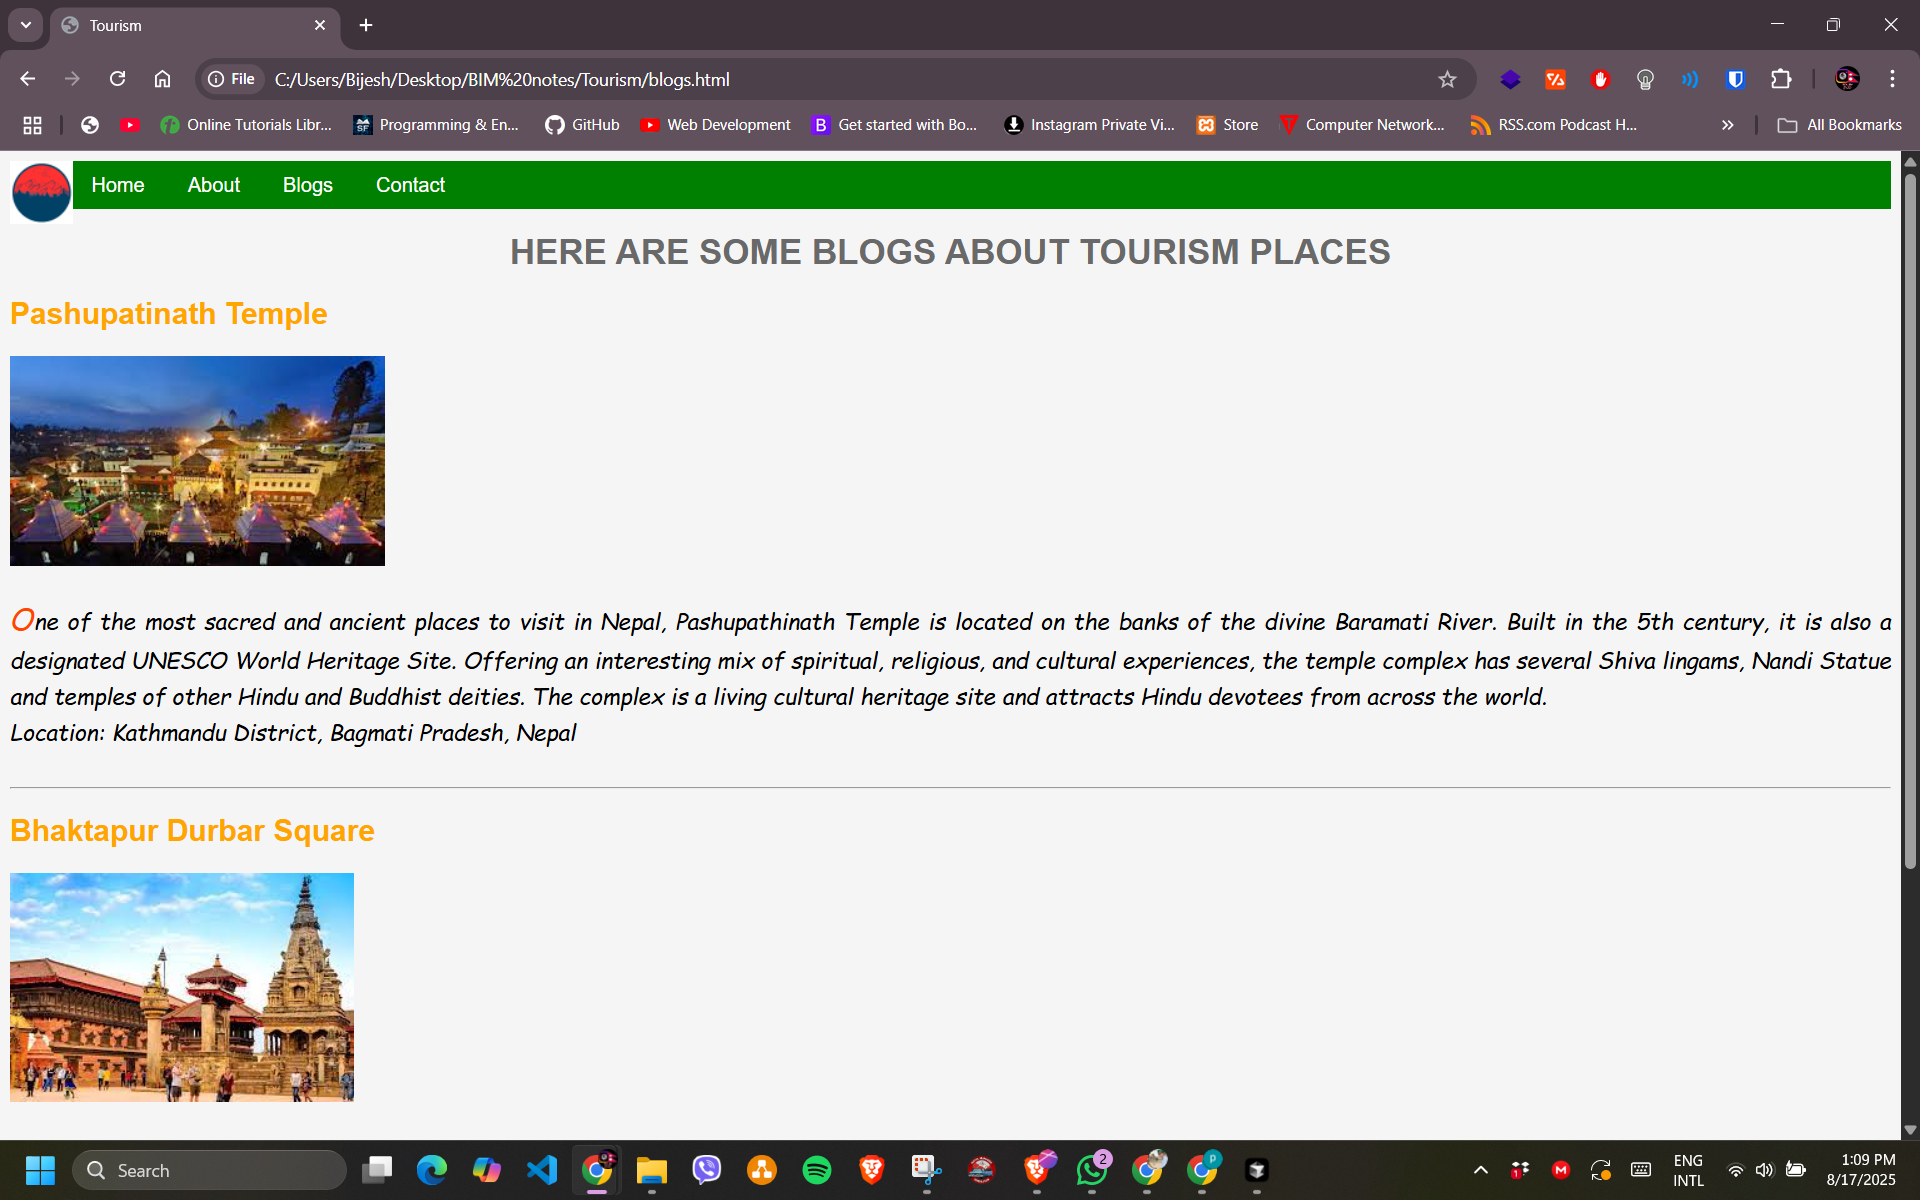 Tourism
File
C:/Users/Bijesh/Desktop/BIM%20notes/Tourism/blogs.html
Online Tutorials Libr...
Programming & En...
GitHub
Web Development
Get started with Bo...
Instagram Private Vi...
Store
Computer Network...
RSS.com Podcast H...
All Bookmarks
Home About Blogs Contact
HERE ARE SOME BLOGS ABOUT TOURISM PLACES
Pashupatinath Temple
One of the most sacred and ancient places to visit in Nepal, Pashupathinath Temple is located on the banks of the divine Baramati River. Built in the 5th century, it is also a
designated UNESCO World Heritage Site. Offering an interesting mix of spiritual, religious, and cultural experiences, the temple complex has several Shiva lingams, Nandi Statue
and temples of other Hindu and Buddhist deities. The complex is a living cultural heritage site and attracts Hindu devotees from across the world.
Location: Kathmandu District, Bagmati Pradesh, Nepal
Bhaktapur Durbar Square
Search
2
ENG
INTL
1:09 PM
8/17/2025